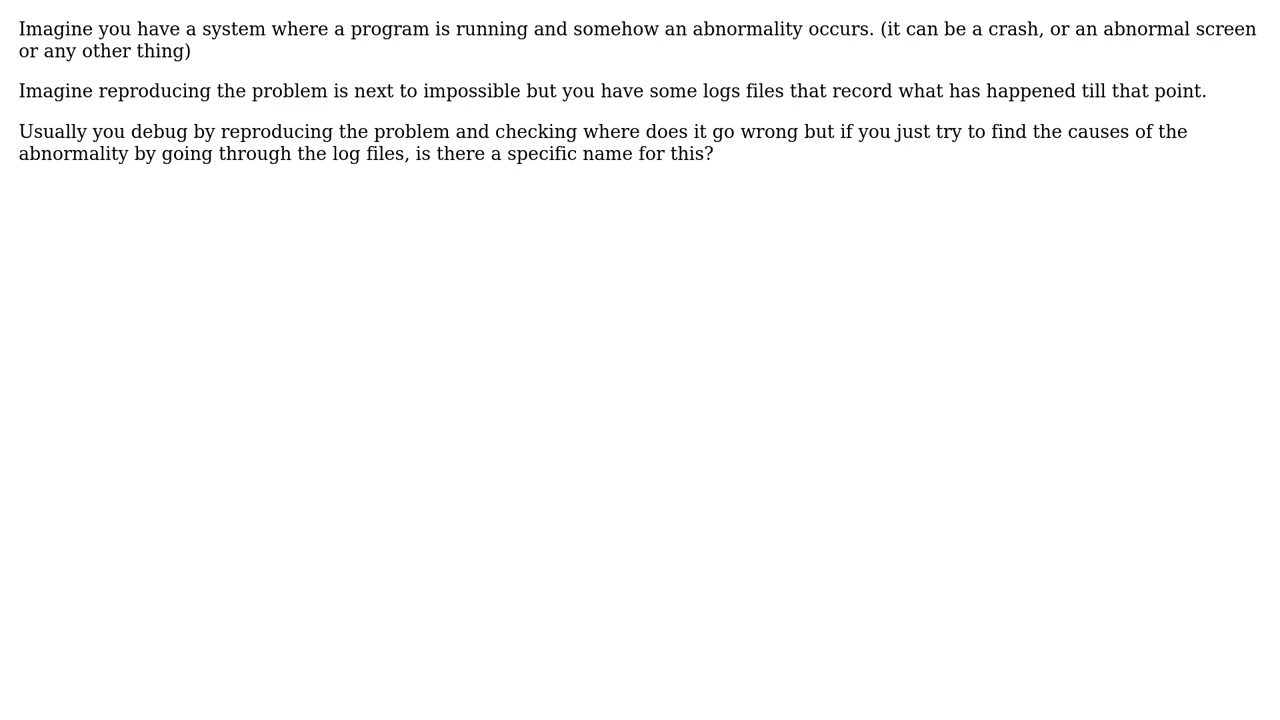 Imagine you have a system where a program is running and somehow an abnormality occurs. (it can be a crash, or an abnormal screen
or any other thing)
Imagine reproducing the problem is next to impossible but you have some logs files that record what has happened till that point.
Usually you debug by reproducing the problem and checking where does it go wrong but if you just try to find the causes of the
abnormality by going through the log files, is there a specific name for this?